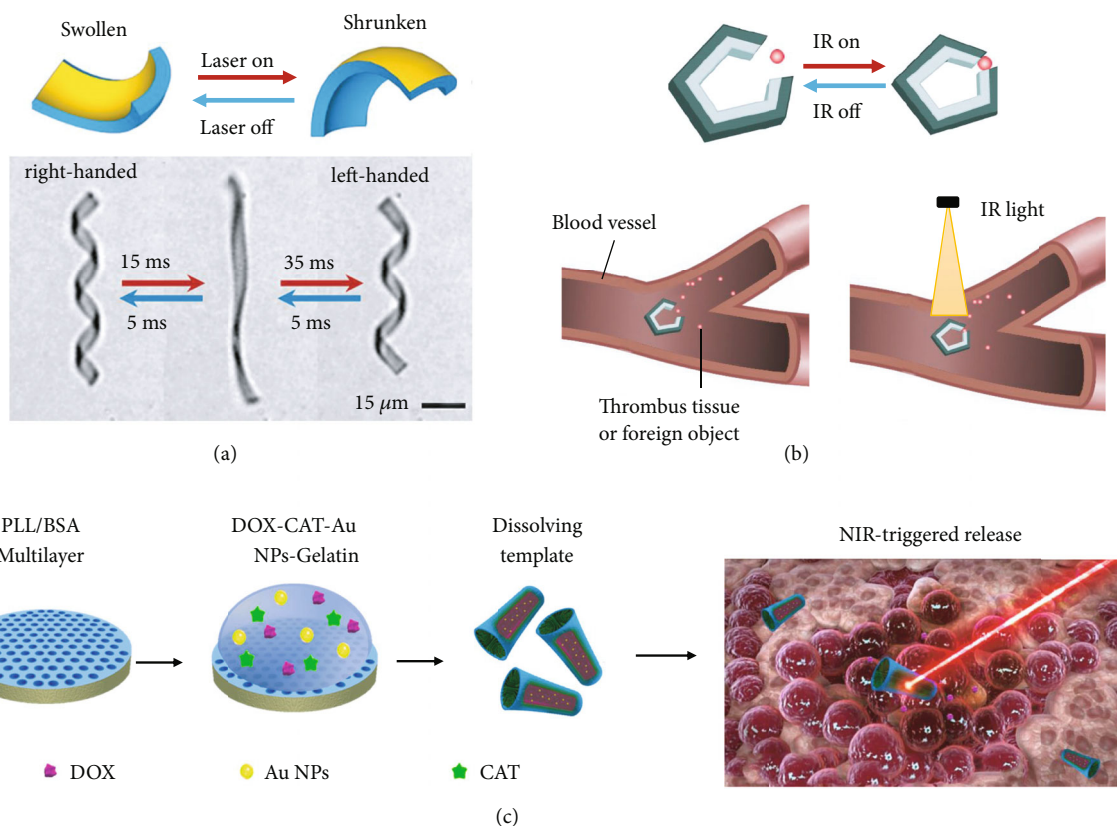 Swollen
Shrunken
Laser on
Laser off
right-handed
left-handed
15 ms
35 ms
5 ms
5 ms
15 μm
(a)
IR on
IR off
Blood vessel
IR light
Thrombus tissue
or foreign object
(b)
PLL/BSA
Multilayer
DOX-CAT-Au
NPs-Gelatin
Dissolving
template
NIR-triggered release
DOX
Au NPs
CAT
(c)